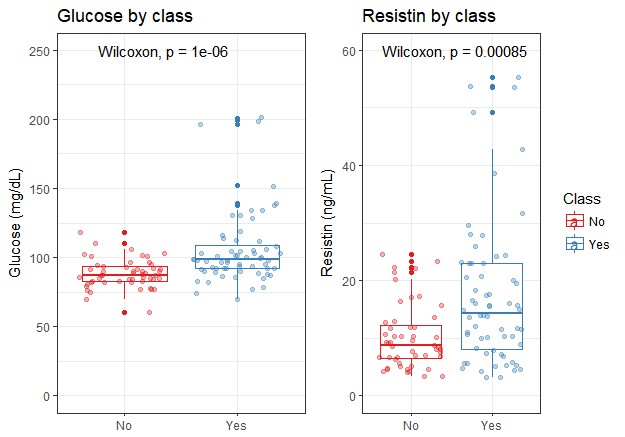 Glucose by class
Wilcoxon, p = 1e-06
Glucose (mg/dL)
250
200
150
100
50
0
No
Yes
Resistin by class
Wilcoxon, p = 0.00085
Resistin (ng/mL)
60
40
20
0
No
Yes
Class
No
Yes